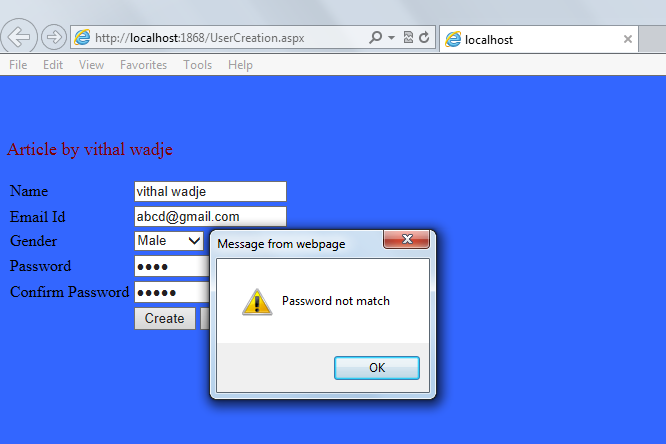 http://localhost:1868/UserCreation.aspx
localhost
File Edit View Favorites Tools Help
Article by vithal wadje
Name vithal wadje
Email Id abcd@gmail.com
Gender Male
Password ••••
Confirm Password •••••
Create
Message from webpage
Password not match
OK